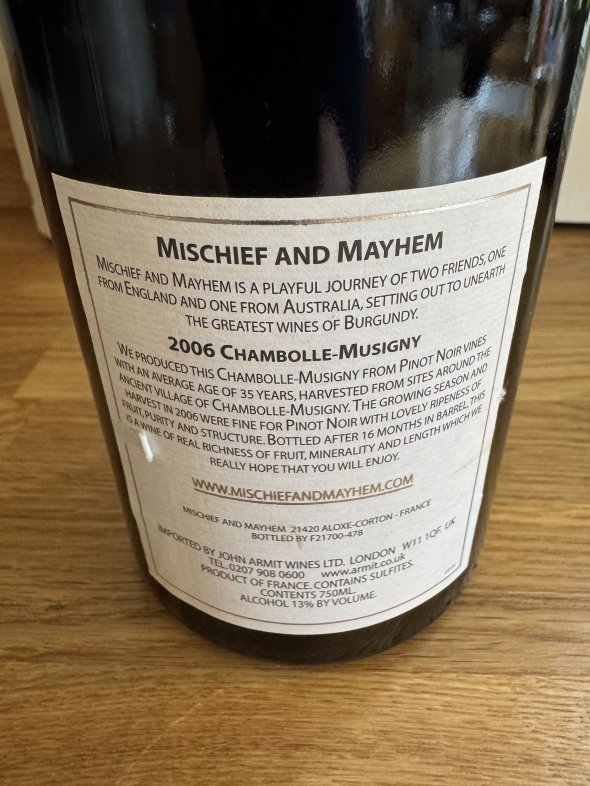 MISCHIEF AND MAYHEM
MISCHIEF AND MAYHEM IS A PLAYFUL JOURNEY OF TWO FRIENDS, ONE
FROM ENGLAND AND ONE FROM AUSTRALIA, SETTING OUT TO UNEARTH
THE GREATEST WINES OF BURGUNDY.
2006 CHAMBOLLE-MUSIGNY
WE PRODUCED THIS CHAMBOLLE-MUSIGNY FROM PINOT NOIR VINES
WITH AN AVERAGE AGE OF 35 YEARS, HARVESTED FROM SITES AROUND THE
ANCIENT VILLAGE OF CHAMBOLLE-MUSIGNY. THE GROWING SEASON AND
HARVEST IN 2006 WERE FINE FOR PINOT NOIR WITH LOVELY RIPENESS OF
FRUIT, PURITY AND STRUCTURE. BOTTLED AFTER 16 MONTHS IN BARREL, THIS
IS A WINE OF REAL RICHNESS OF FRUIT, MINERALITY AND LENGTH WHICH WE
REALLY HOPE THAT YOU WILL ENJOY.
WWW.MISCHIEFANDMAYHEM.COM
MISCHIEF AND MAYHEM 21420 ALOXE-CORTON - FRANCE
BOTTLED BY F21700-478
IMPORTED BY JOHN ARMIT WINES LTD. LONDON W11 1QF. UK
TEL.0207 908 0600 www.armit.co.uk
PRODUCT OF FRANCE. CONTAINS SULFITES.
CONTENTS 750ML.
ALCOHOL 13% BY VOLUME.